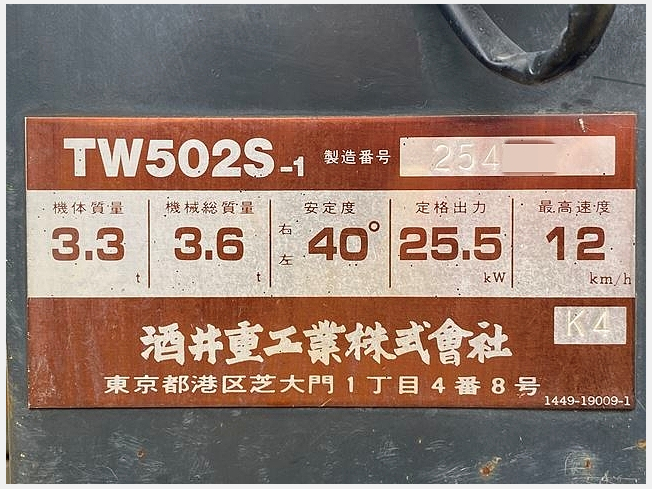 TW502S-1 製造番号 254
機体質量 機械総質量 安定度 定格出力 最高速度
3.3 t 3.6 t 右左 40° 25.5 kW 12 km/h
K4
酒井重工業株式會社
東京都港区芝大門1丁目4番8号
1449-19009-1